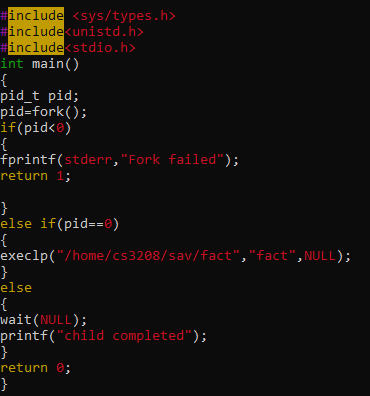 #include <sys/types.h>
#include<unistd.h>
#include<stdio.h>
int main()
{
pid_t pid;
pid=fork();
if(pid<0)
{
fprintf(stderr,"Fork failed");
return 1;

}
else if(pid==0)
{
execlp("/home/cs3208/sav/fact","fact",NULL);
}
else
{
wait(NULL);
printf("child completed");
}
return 0;
}